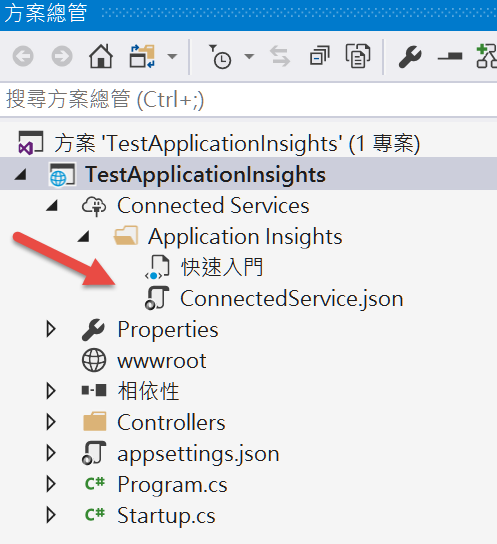 方案總管
搜尋方案總管 (Ctrl+;)
方案 'TestApplicationInsights' (1 專案)
TestApplicationInsights
Connected Services
Application Insights
快速入門
ConnectedService.json
Properties
wwwroot
相依性
Controllers
appsettings.json
C# Program.cs
C# Startup.cs